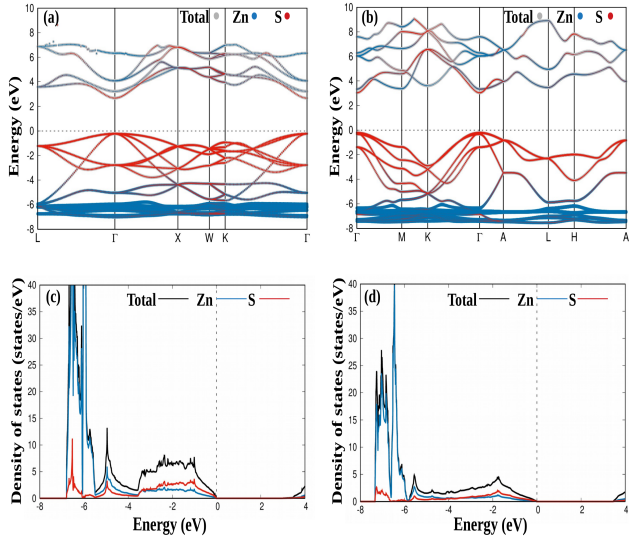 (a) Total Zn S
10
8
6
4
2
0
-2
-4
-6
-8
Energy (eV)
L Γ X W K Γ
(b) Total Zn S
10
8
6
4
2
0
-2
-4
-6
-8
Energy (eV)
Γ M K Γ A L H A
(c) Total Zn S
40
35
30
25
20
15
10
5
0
Density of states (states/eV)
-8 -6 -4 -2 0 2 4
Energy (eV)
(d) Total Zn S
40
35
30
25
20
15
10
5
0
Density of states (states/eV)
-8 -6 -4 -2 0 2 4
Energy (eV)